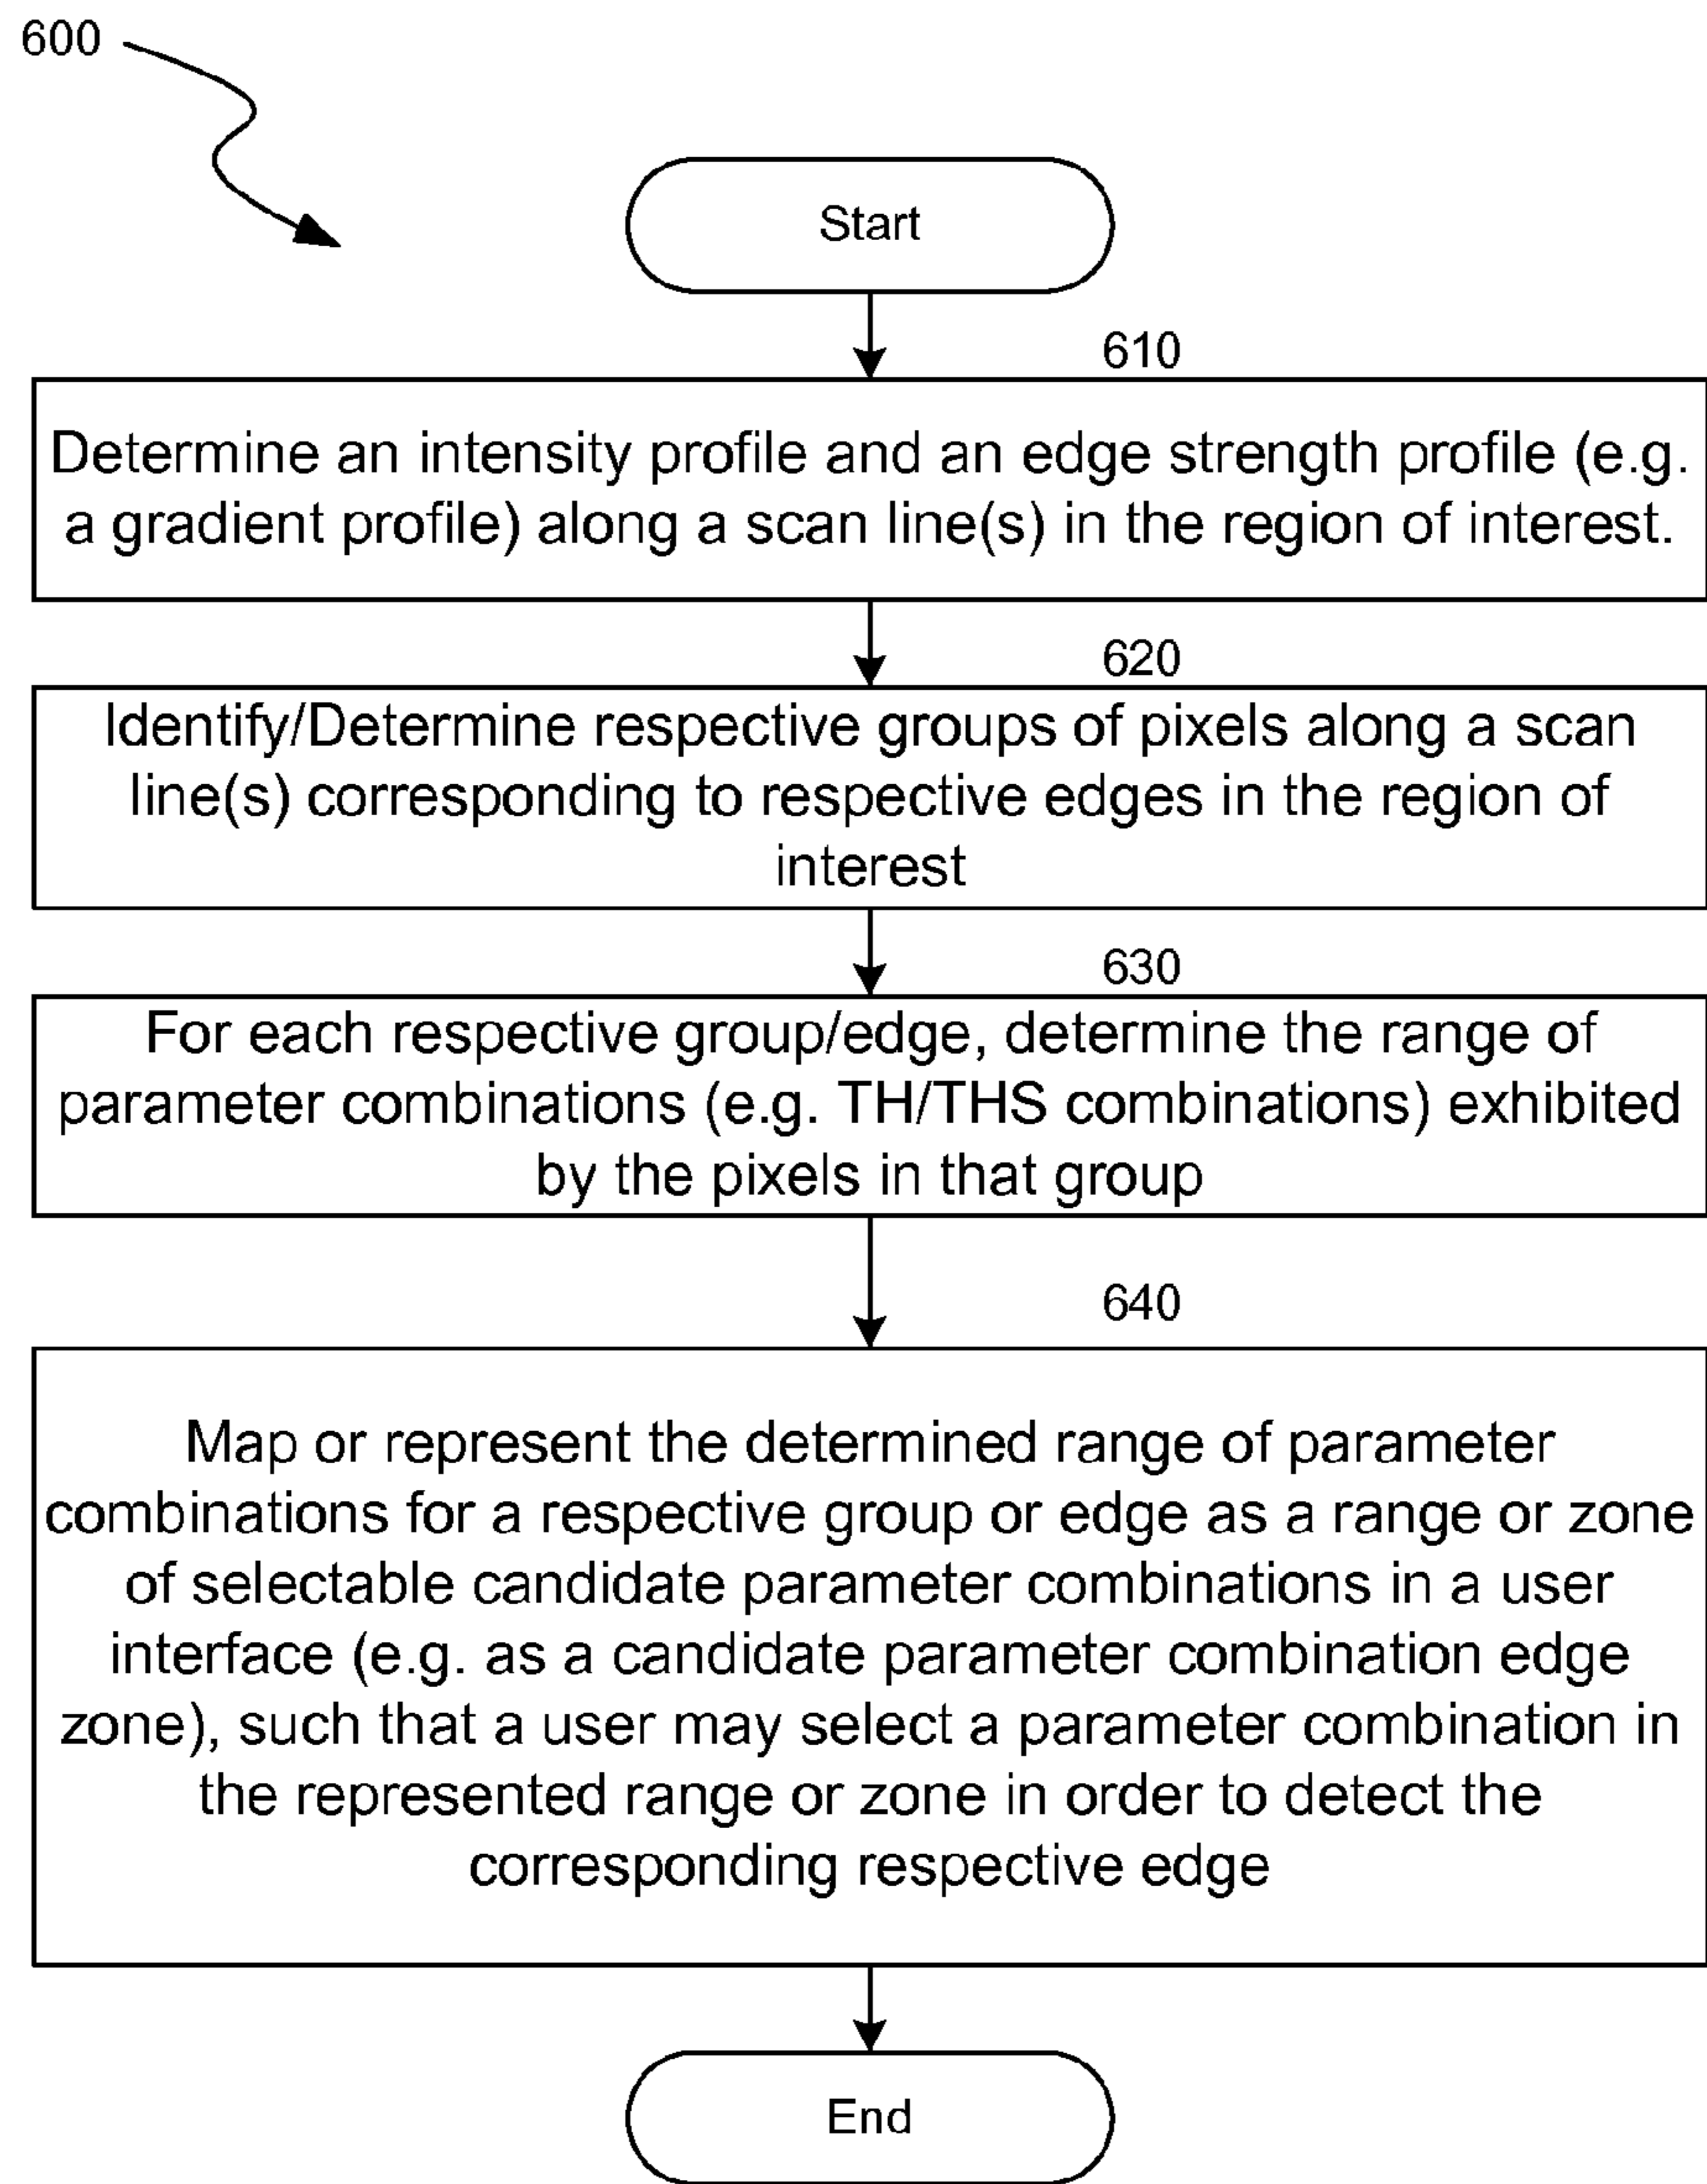 600
Start
610
Determine an intensity profile and an edge strength profile (e.g.
a gradient profile) along a scan line(s) in the region of interest.
620
Identify/Determine respective groups of pixels along a scan
line(s) corresponding to respective edges in the region of
interest
630
For each respective group/edge, determine the range of
parameter combinations (e.g. TH/THS combinations) exhibited
by the pixels in that group
640
Map or represent the determined range of parameter
combinations for a respective group or edge as a range or zone
of selectable candidate parameter combinations in a user
interface (e.g. as a candidate parameter combination edge
zone), such that a user may select a parameter combination in
the represented range or zone in order to detect the
corresponding respective edge
End